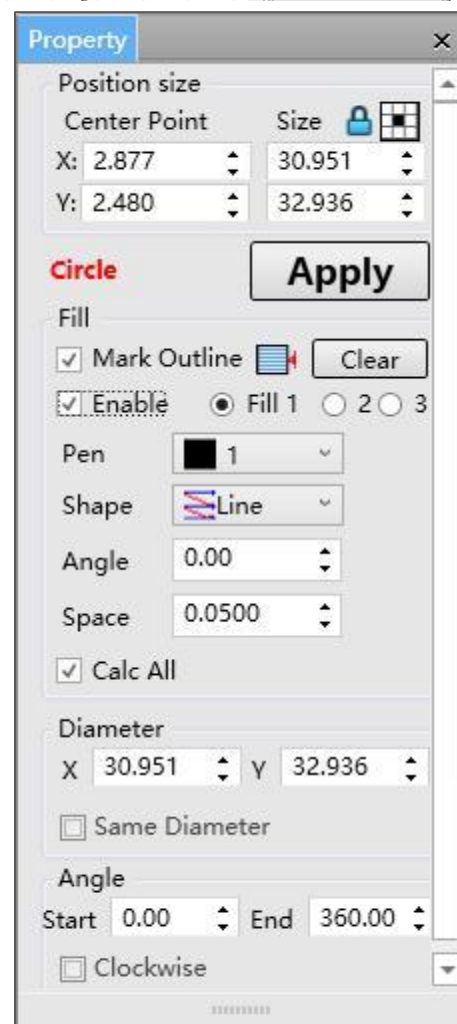 Property
Position size
Center Point Size
X: 2.877 30.951
Y: 2.480 32.936
Circle Apply
Fill
Mark Outline Clear
Enable Fill 1 2 3
Pen 1
Shape Line
Angle 0.00
Space 0.0500
Calc All
Diameter
X 30.951 Y 32.936
Same Diameter
Angle
Start 0.00 End 360.00
Clockwise